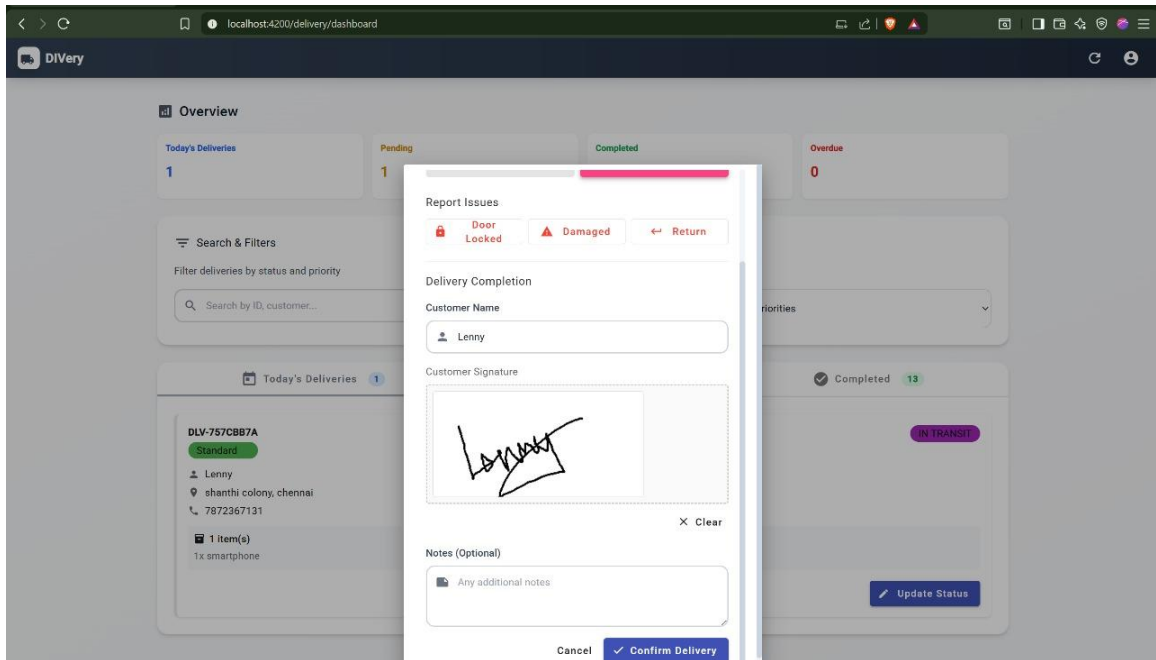 localhost:4200/delivery/dashboard
DIVery
Overview
Today's Deliveries
1
Pending
1
Completed
Overdue
0
Search & Filters
Filter deliveries by status and priority
Search by ID, customer...
riorities
Today's Deliveries 1
Completed 13
DLV-757CBB7A
Standard
Lenny
shanthi colony, chennai
7872367131
1 item(s)
1x smartphone
IN TRANSIT
Update Status
Report Issues
Door
Locked
Damaged
Return
Delivery Completion
Customer Name
Lenny
Customer Signature
Lenny
Clear
Notes (Optional)
Any additional notes
Cancel
Confirm Delivery